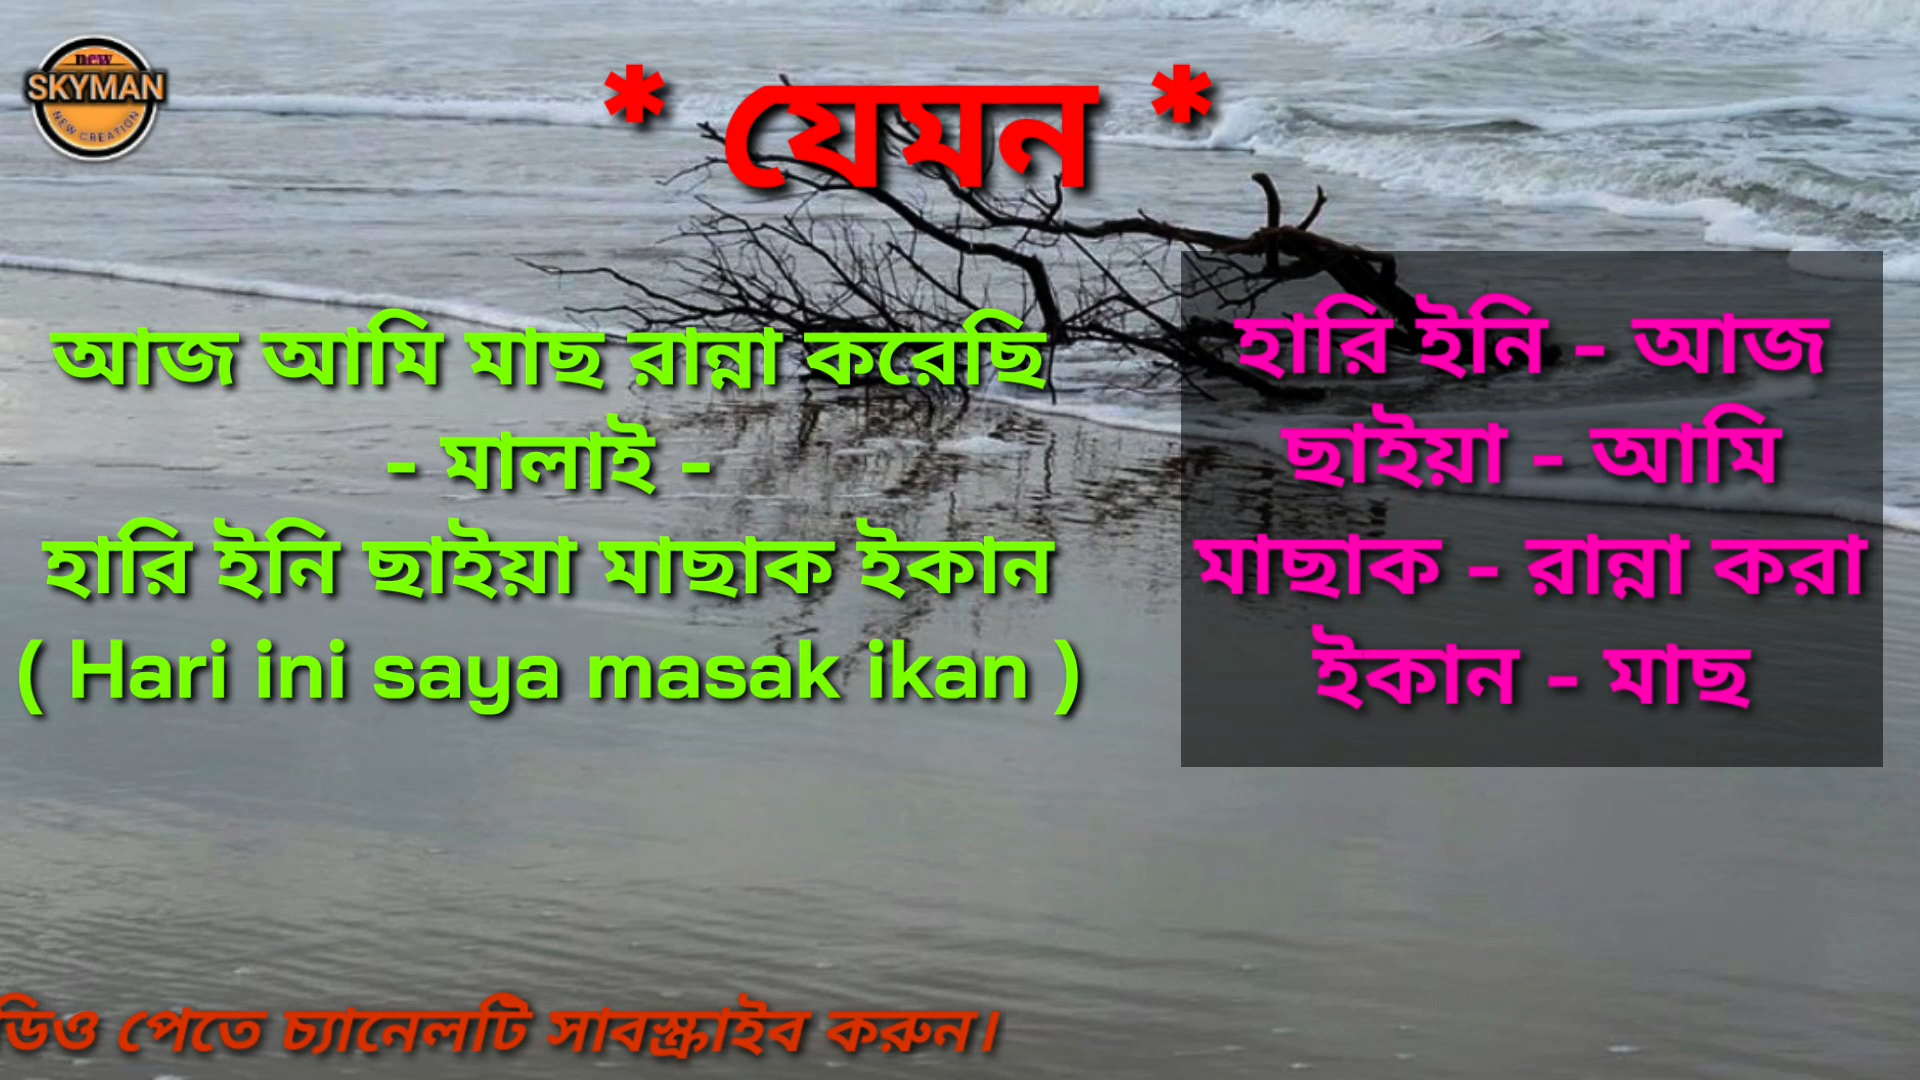 new
SKYMAN
NEW CREATION
* যেমন *
আজ আমি মাছ রান্না করেছি
- মালাই -
হারি ইনি ছাইয়া মাছাক ইকান
( Hari ini saya masak ikan )
হারি ইনি - আজ
ছাইয়া - আমি
মাছাক - রান্না করা
ইকান - মাছ
পেতে চ্যানেলটি সাবস্ক্রাইব করুন।